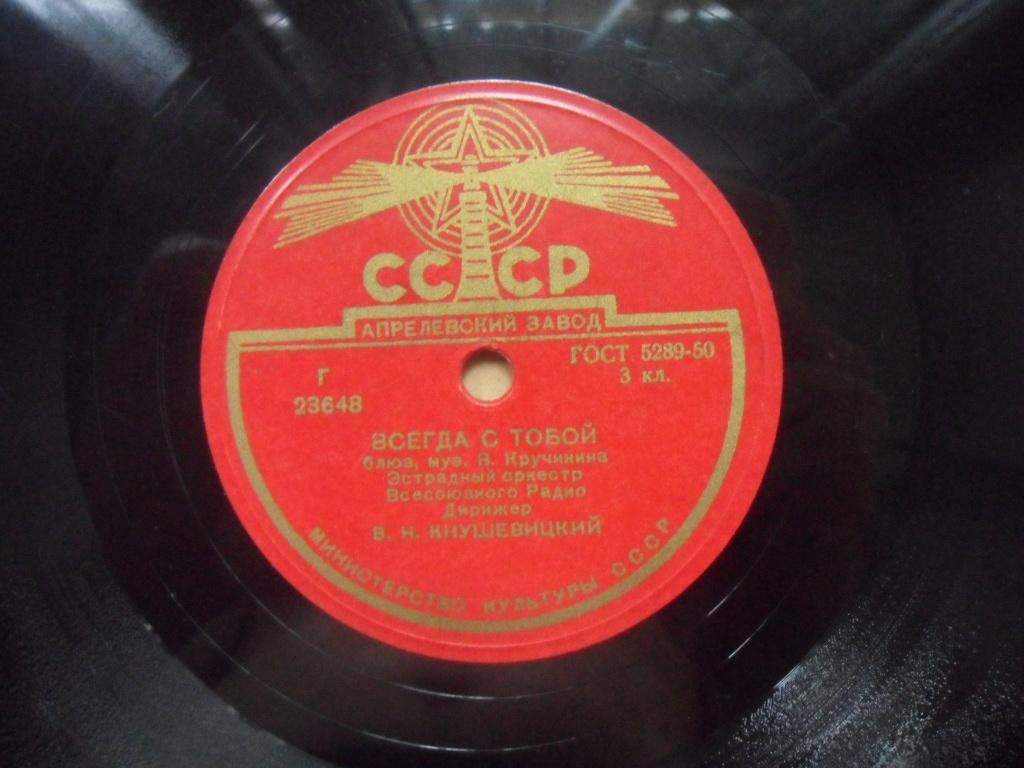 СССР
АПРЕЛЕВСКИЙ ЗАВОД
ГОСТ 5289-50
3 кл.
Г
23648
ВСЕГДА С ТОБОЙ
блюз, муз. В. Кручинина
Эстрадный оркестр
Всесоюзного Радио
Дирижер
В. Н. КНУШЕВИЦКИЙ
МИНИСТЕРСТВО КУЛЬТУРЫ СССР